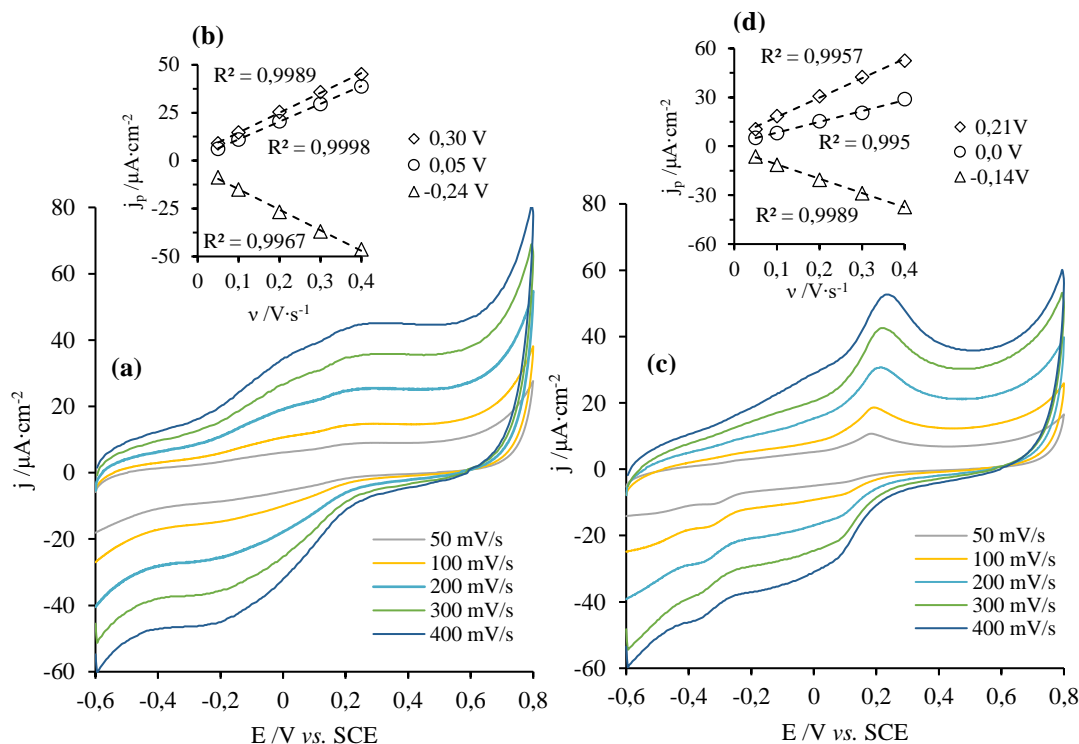 (b)
50
25
0
-25
-50
jₚ /µA·cm⁻²
R² = 0,9989
R² = 0,9998
R² = 0,9967
0
0,1
0,2
0,3
0,4
ν /V·s⁻¹
0,30 V
0,05 V
-0,24 V
(d)
60
30
0
-30
-60
jₚ /µA·cm⁻²
R² = 0,9957
R² = 0,995
R² = 0,9989
0
0,1
0,2
0,3
0,4
ν /V·s⁻¹
0,21V
0,0 V
-0,14V
(a)
80
60
40
20
0
-20
-40
-60
j /µA·cm⁻²
50 mV/s
100 mV/s
200 mV/s
300 mV/s
400 mV/s
-0,6
-0,4
-0,2
0
0,2
0,4
0,6
0,8
E /V vs. SCE
(c)
80
60
40
20
0
-20
-40
-60
j /µA·cm⁻²
50 mV/s
100 mV/s
200 mV/s
300 mV/s
400 mV/s
-0,6
-0,4
-0,2
0
0,2
0,4
0,6
0,8
E /V vs. SCE